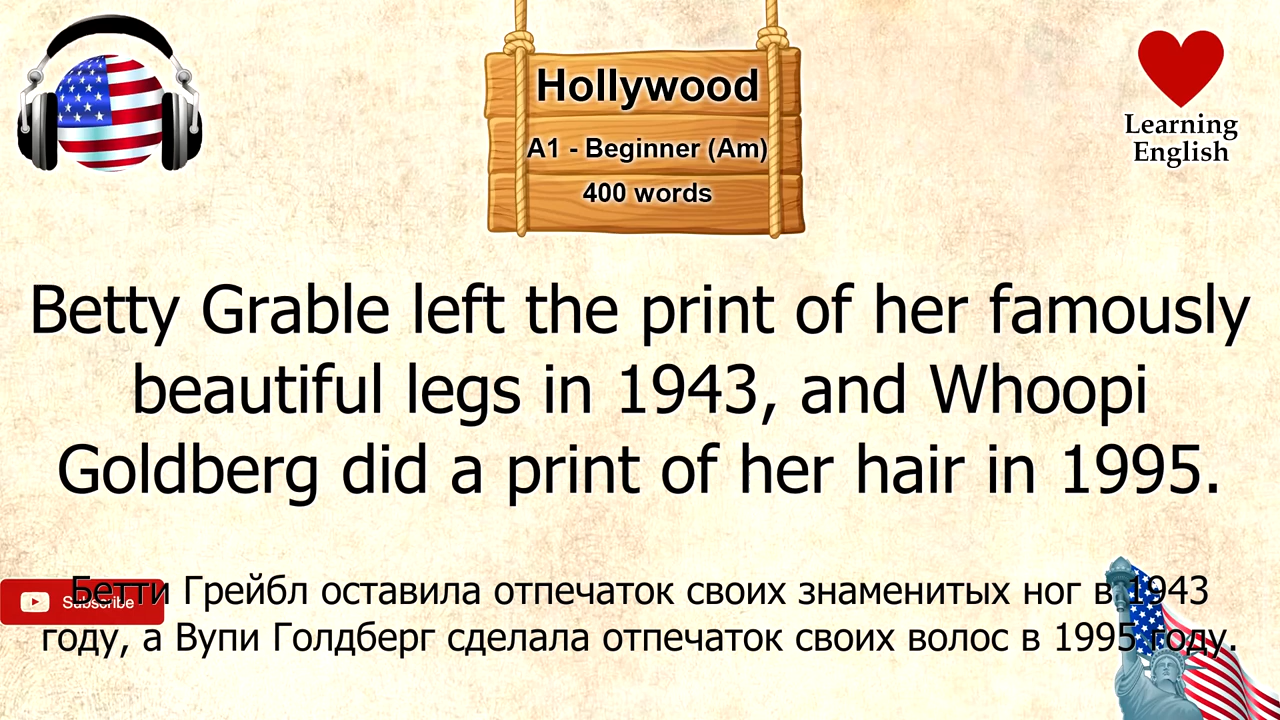 Hollywood
A1 - Beginner (Am)
400 words
Learning
English
Betty Grable left the print of her famously
beautiful legs in 1943, and Whoopi
Goldberg did a print of her hair in 1995.
Subscribe
Бетти Грейбл оставила отпечаток своих знаменитых ног в 1943
году, а Вупи Голдберг сделала отпечаток своих волос в 1995 году.